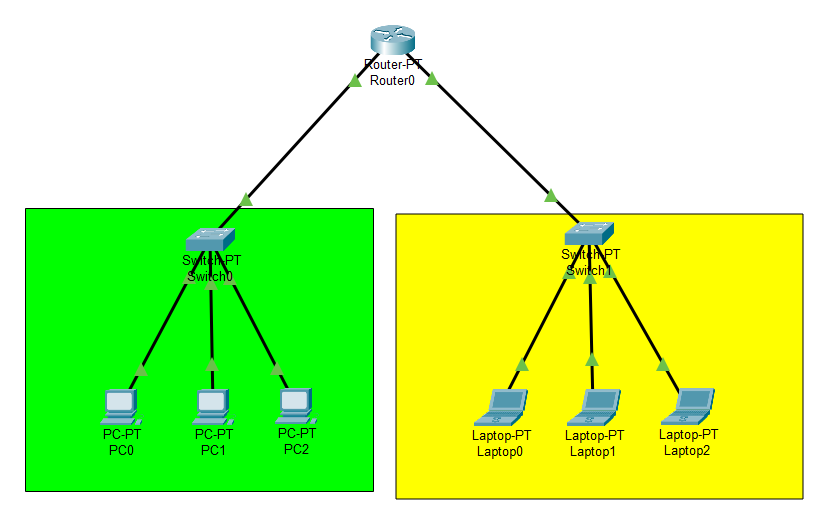 Router-PT
Router0
Switch-PT
Switch0
Switch-PT
Switch1
PC-PT
PC0
PC-PT
PC1
PC-PT
PC2
Laptop-PT
Laptop0
Laptop-PT
Laptop1
Laptop-PT
Laptop2